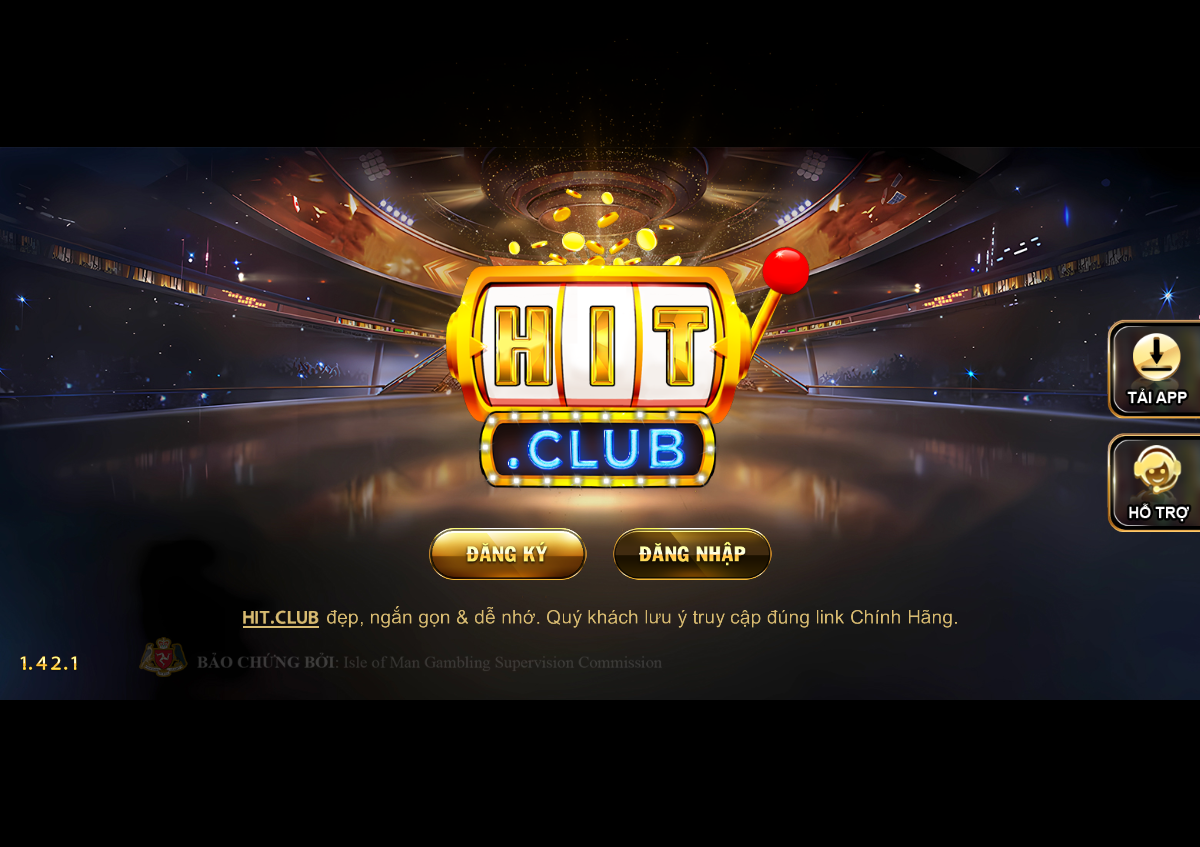 HIT
.CLUB
TẢI APP
HỖ TRỢ
ĐĂNG KÝ
ĐĂNG NHẬP
HIT.CLUB đẹp, ngắn gọn & dễ nhớ. Quý khách lưu ý truy cập đúng link Chính Hãng.
1.42.1
BẢO CHỨNG BỞI: Isle of Man Gambling Supervision Commission